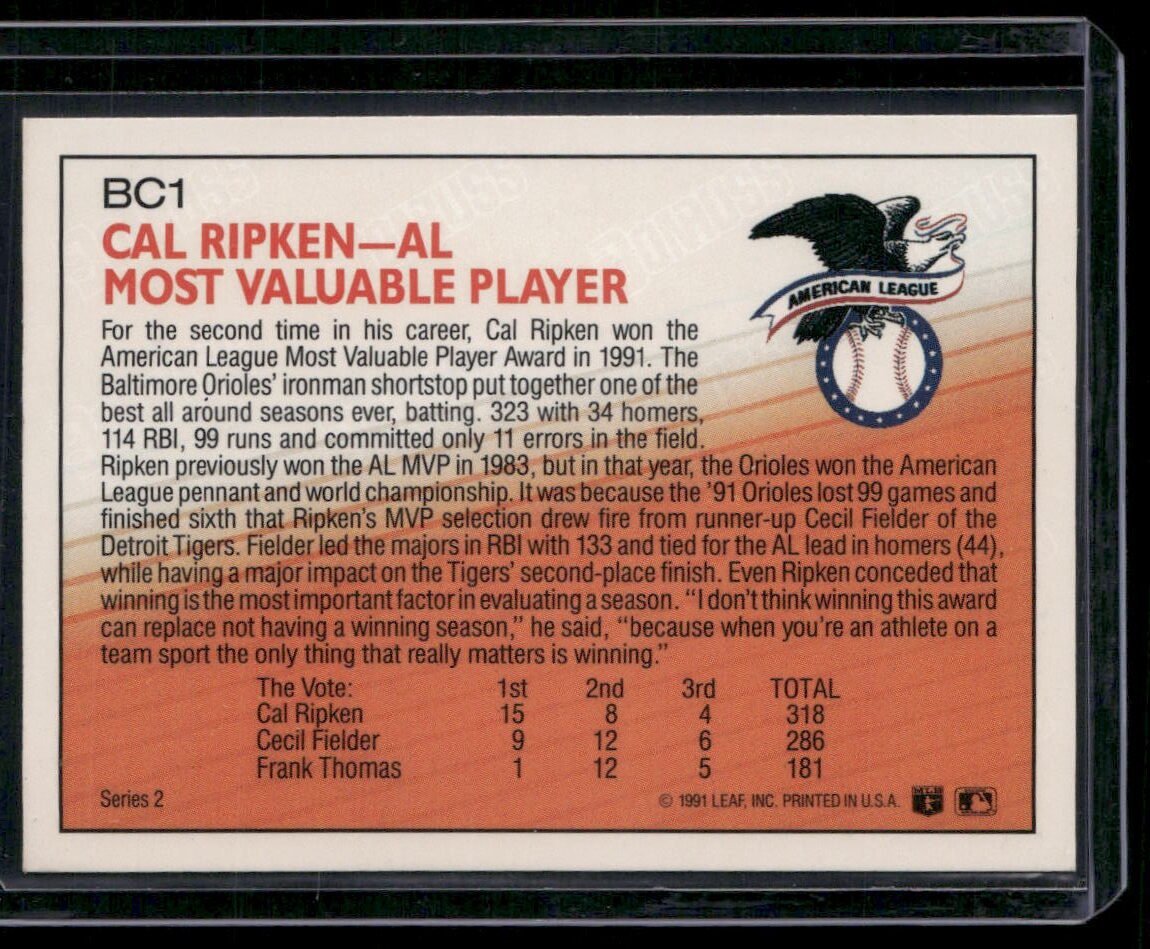 BC1
CAL RIPKEN—AL
MOST VALUABLE PLAYER
AMERICAN LEAGUE
For the second time in his career, Cal Ripken won the
American League Most Valuable Player Award in 1991. The
Baltimore Orioles' ironman shortstop put together one of the
best all around seasons ever, batting. 323 with 34 homers,
114 RBI, 99 runs and committed only 11 errors in the field.
Ripken previously won the AL MVP in 1983, but in that year, the Orioles won the American
League pennant and world championship. It was because the '91 Orioles lost 99 games and
finished sixth that Ripken's MVP selection drew fire from runner-up Cecil Fielder of the
Detroit Tigers. Fielder led the majors in RBI with 133 and tied for the AL lead in homers (44),
while having a major impact on the Tigers' second-place finish. Even Ripken conceded that
winning is the most important factor in evaluating a season. "I don't think winning this award
can replace not having a winning season," he said, "because when you're an athlete on a
team sport the only thing that really matters is winning."
The Vote: 1st 2nd 3rd TOTAL
Cal Ripken 15 8 4 318
Cecil Fielder 9 12 6 286
Frank Thomas 1 12 5 181
Series 2 © 1991 LEAF, INC. PRINTED IN U.S.A.